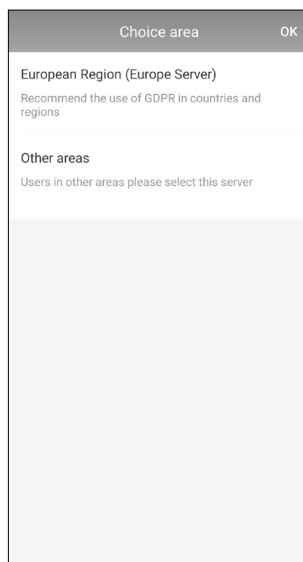 Choice area OK
European Region (Europe Server)
Recommend the use of GDPR in countries and
regions
Other areas
Users in other areas please select this server